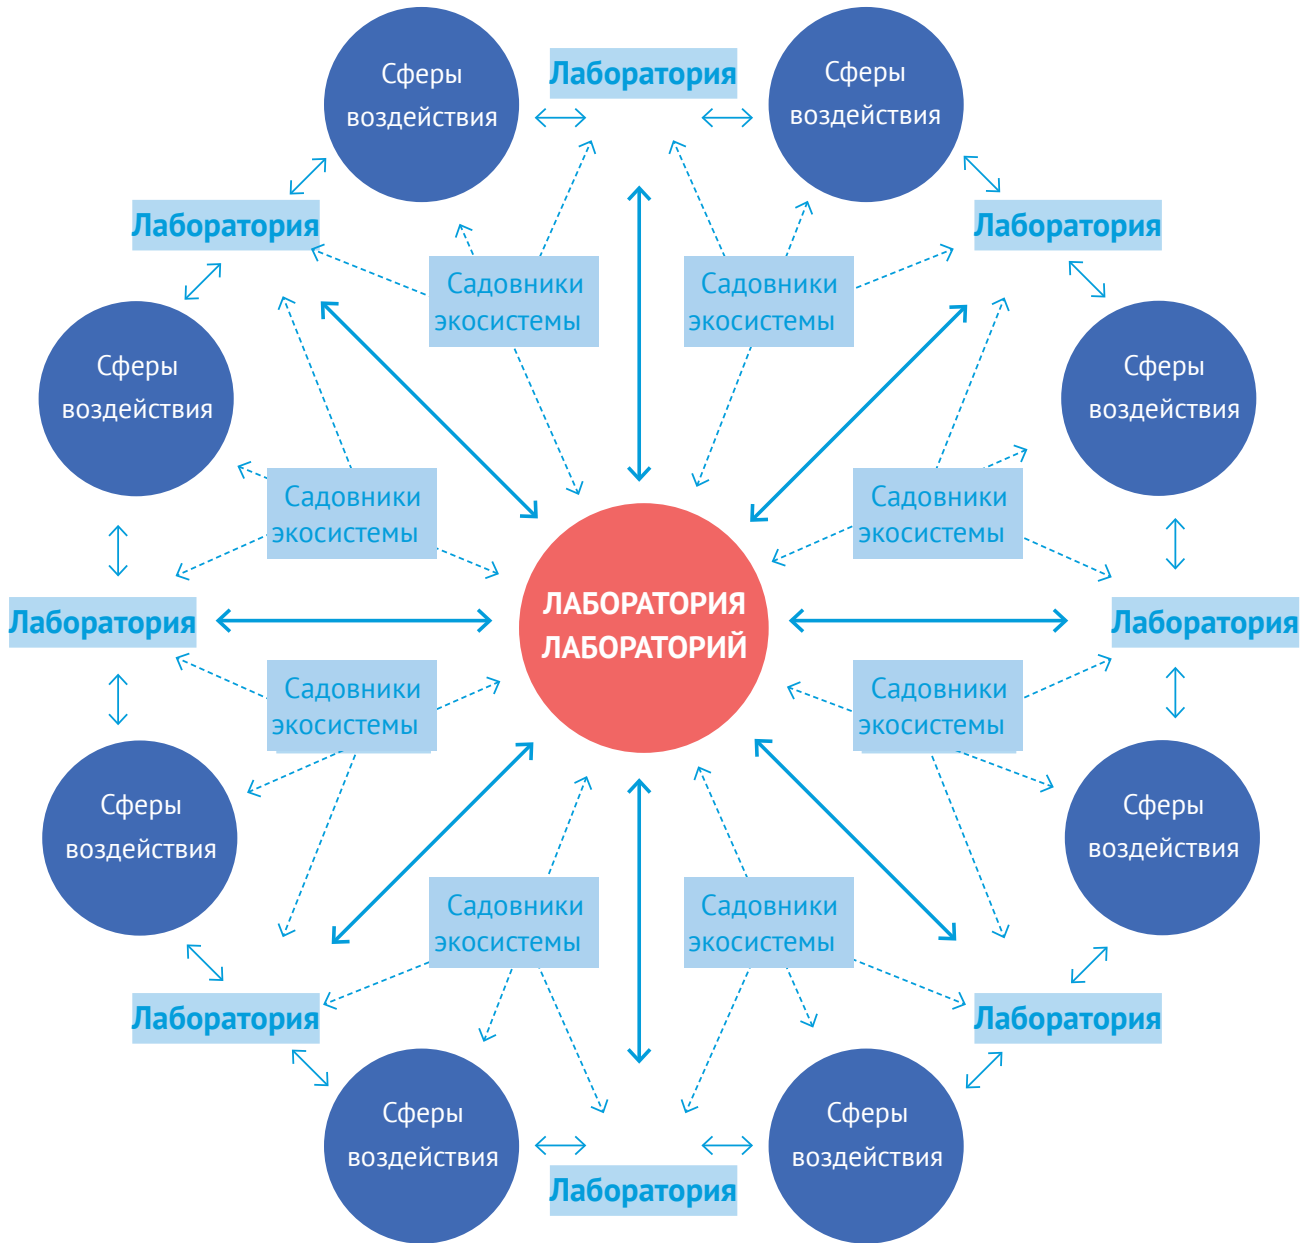 Сферы
воздействия
Лаборатория
Сферы
воздействия
Лаборатория
Лаборатория
Садовники
экосистемы
Садовники
экосистемы
Сферы
воздействия
Сферы
воздействия
Садовники
экосистемы
Садовники
экосистемы
Лаборатория
ЛАБОРАТОРИЯ
ЛАБОРАТОРИЙ
Лаборатория
Садовники
экосистемы
Садовники
экосистемы
Сферы
воздействия
Сферы
воздействия
Садовники
экосистемы
Садовники
экосистемы
Лаборатория
Лаборатория
Сферы
воздействия
Лаборатория
Сферы
воздействия